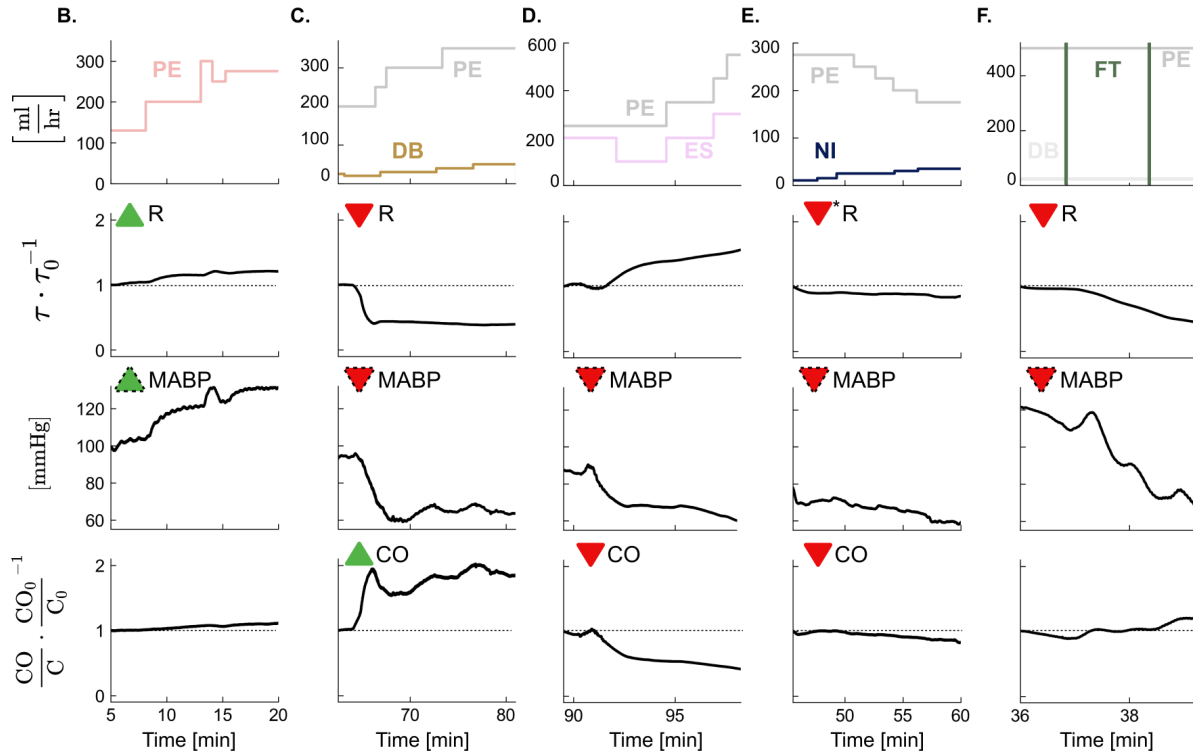 B. C. D. E. F.
[ml/hr]
300
200
100
0
PE
300
200
100
0
PE
DB
600
400
200
0
PE
ES
300
200
100
0
PE
NI
400
200
0
FT
PE
DB
τ · τ₀⁻¹
2
1
0
R
R
*R
R
[mmHg]
120
100
80
60
MABP
MABP
MABP
MABP
MABP
CO/C · CO₀/C₀⁻¹
2
1
0
CO
CO
CO
5 10 15 20
70 80
90 95
50 55 60
36 38
Time [min] Time [min] Time [min] Time [min] Time [min]